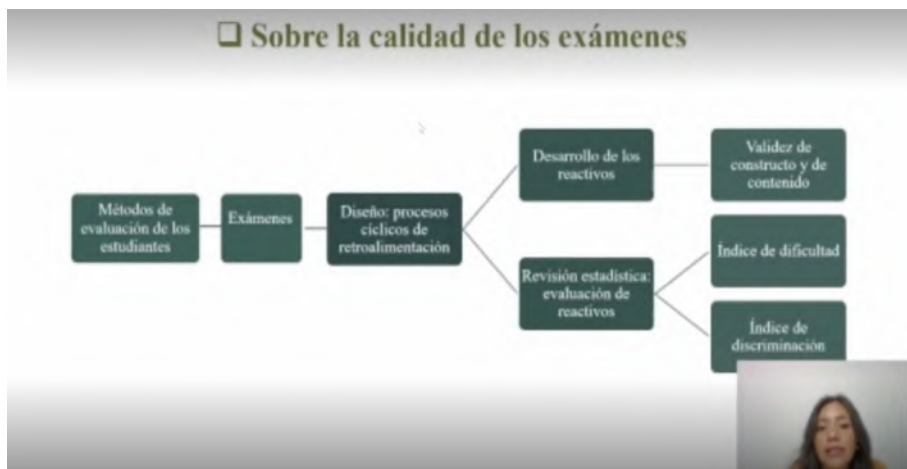 Sobre la calidad de los exámenes
Métodos de
evaluación de los
estudiantes
Exámenes
Diseño: procesos
cíclicos de
retroalimentación
Desarrollo de los
reactivos
Validez de
constructo y de
contenido
Revisión estadística:
evaluación de
reactivos
Índice de dificultad
Índice de
discriminación